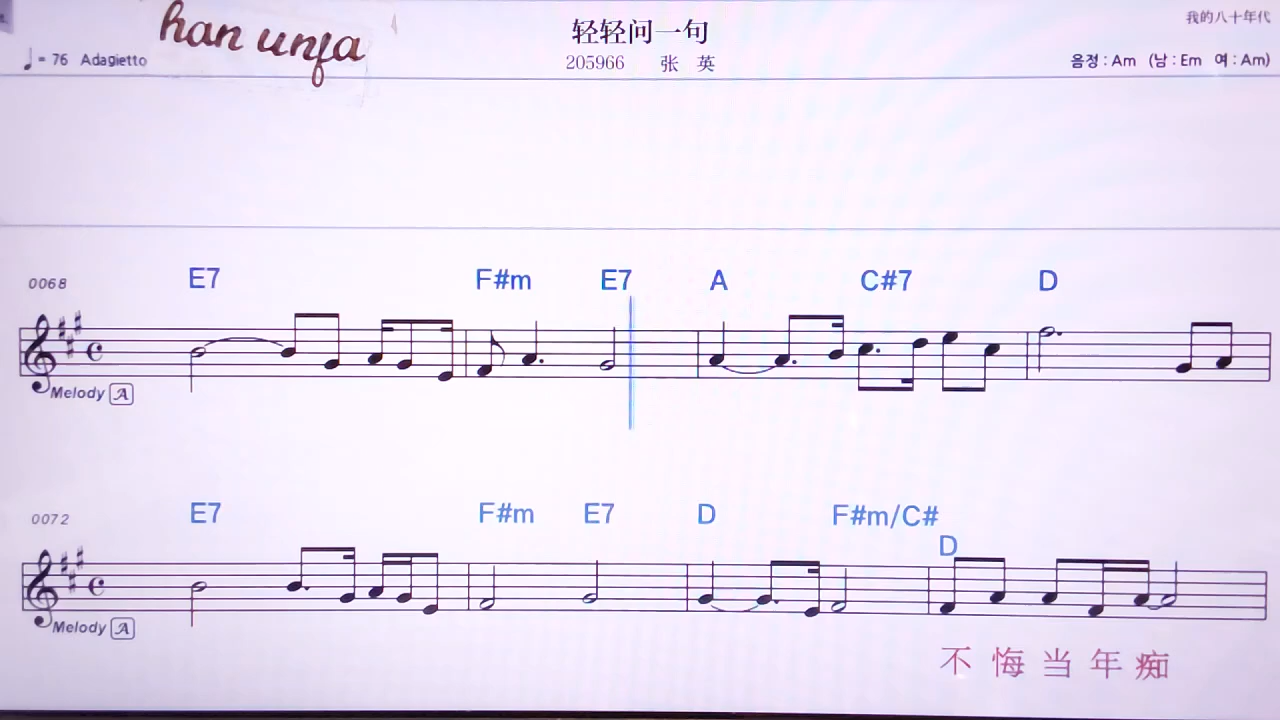 han unfa
轻轻问一句
我的八十年代
♩= 76 Adagietto
205966 张 英
음정 : Am (남 : Em 여 : Am)
E7 F#m E7 A C#7 D
0068
Melody A
E7 F#m E7 D F#m/C#
D
0072
Melody A
不 悔 当 年 痴